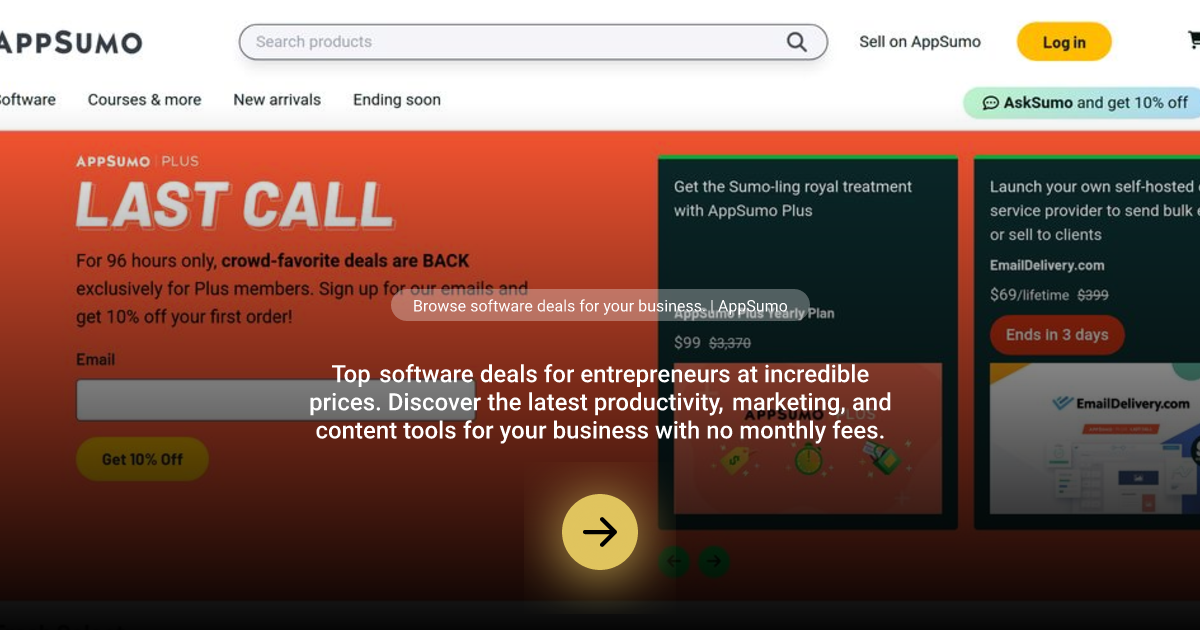 APPSUMO
Search products
Sell on AppSumo
Log in
Software
Courses & more
New arrivals
Ending soon
AskSumo and get 10% off
APPSUMO | PLUS
LAST CALL
For 96 hours only, crowd-favorite deals are BACK
exclusively for Plus members. Sign up for our emails and
get 10% off your first order!
Email
Get 10% Off
Get the Sumo-ling royal treatment
with AppSumo Plus
AppSumo Plus Yearly Plan
$99 $3,370
APPSUMO PLUS
Launch your own self-hosted
service provider to send bulk
or sell to clients
EmailDelivery.com
$69/lifetime $399
Ends in 3 days
EmailDelivery.com
Browse software deals for your business. | AppSumo
Top software deals for entrepreneurs at incredible
prices. Discover the latest productivity, marketing, and
content tools for your business with no monthly fees.